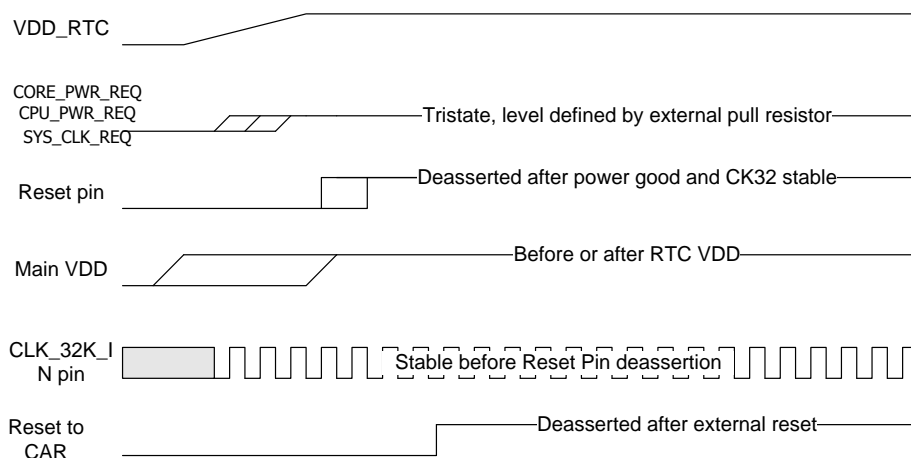 VDD_RTC
CORE_PWR_REQ
CPU_PWR_REQ
SYS_CLK_REQ
Tristate, level defined by external pull resistor
Reset pin
Deasserted after power good and CK32 stable
Main VDD
Before or after RTC VDD
CLK_32K_I
N pin
Stable before Reset Pin deassertion
Reset to
CAR
Deasserted after external reset